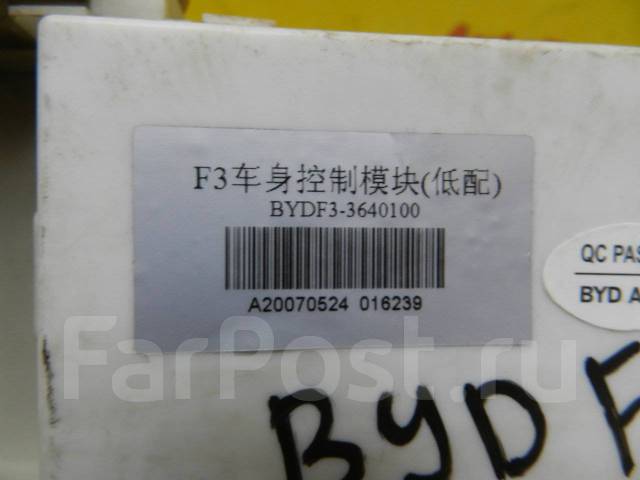 F3车身控制模块(低配)
BYDF3-3640100
A20070524 016239
QC PAS
BYD A
BYD F
FarPost.ru